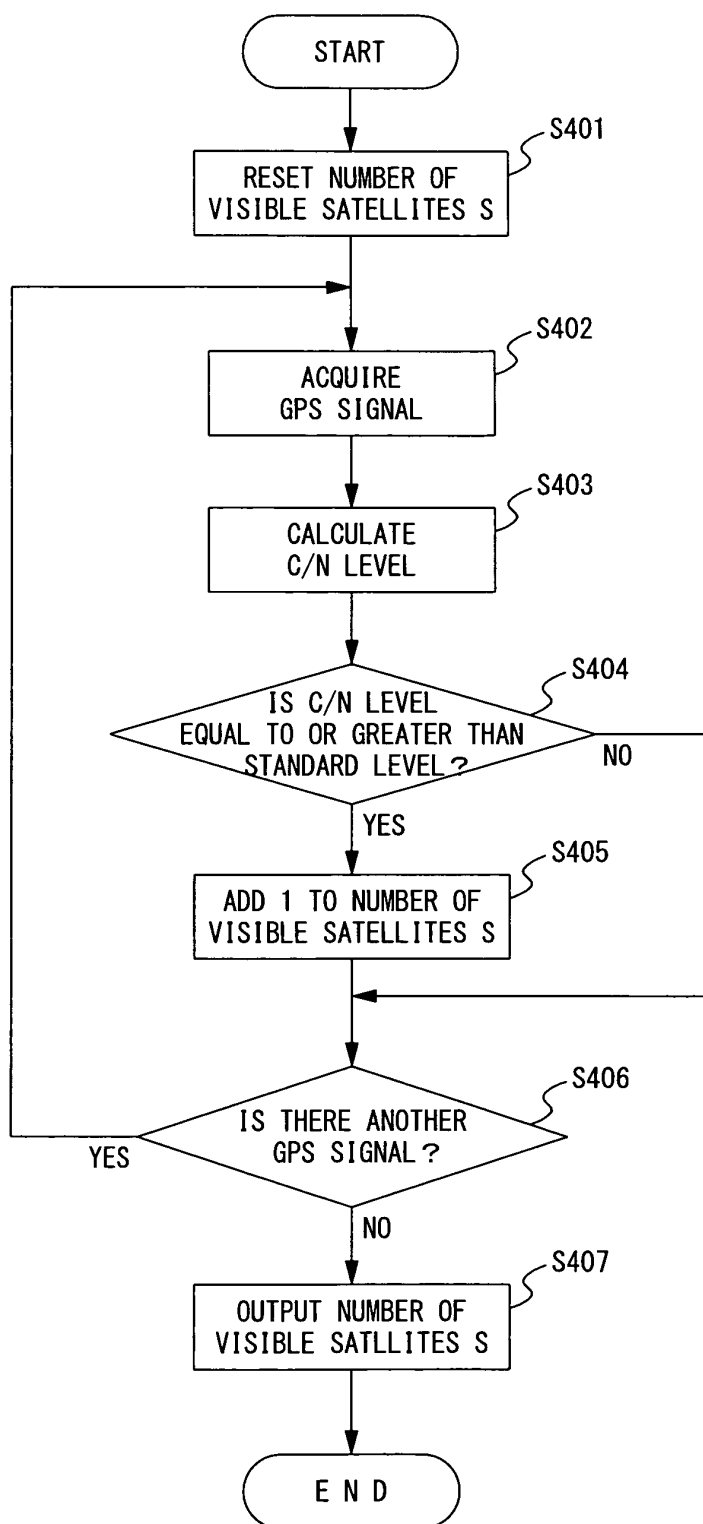 START
S401
RESET NUMBER OF
VISIBLE SATELLITES S
S402
ACQUIRE
GPS SIGNAL
S403
CALCULATE
C/N LEVEL
S404
IS C/N LEVEL
EQUAL TO OR GREATER THAN
STANDARD LEVEL?
NO
YES
S405
ADD 1 TO NUMBER OF
VISIBLE SATELLITES S
S406
IS THERE ANOTHER
GPS SIGNAL?
YES
NO
S407
OUTPUT NUMBER OF
VISIBLE SATLLITES S
END